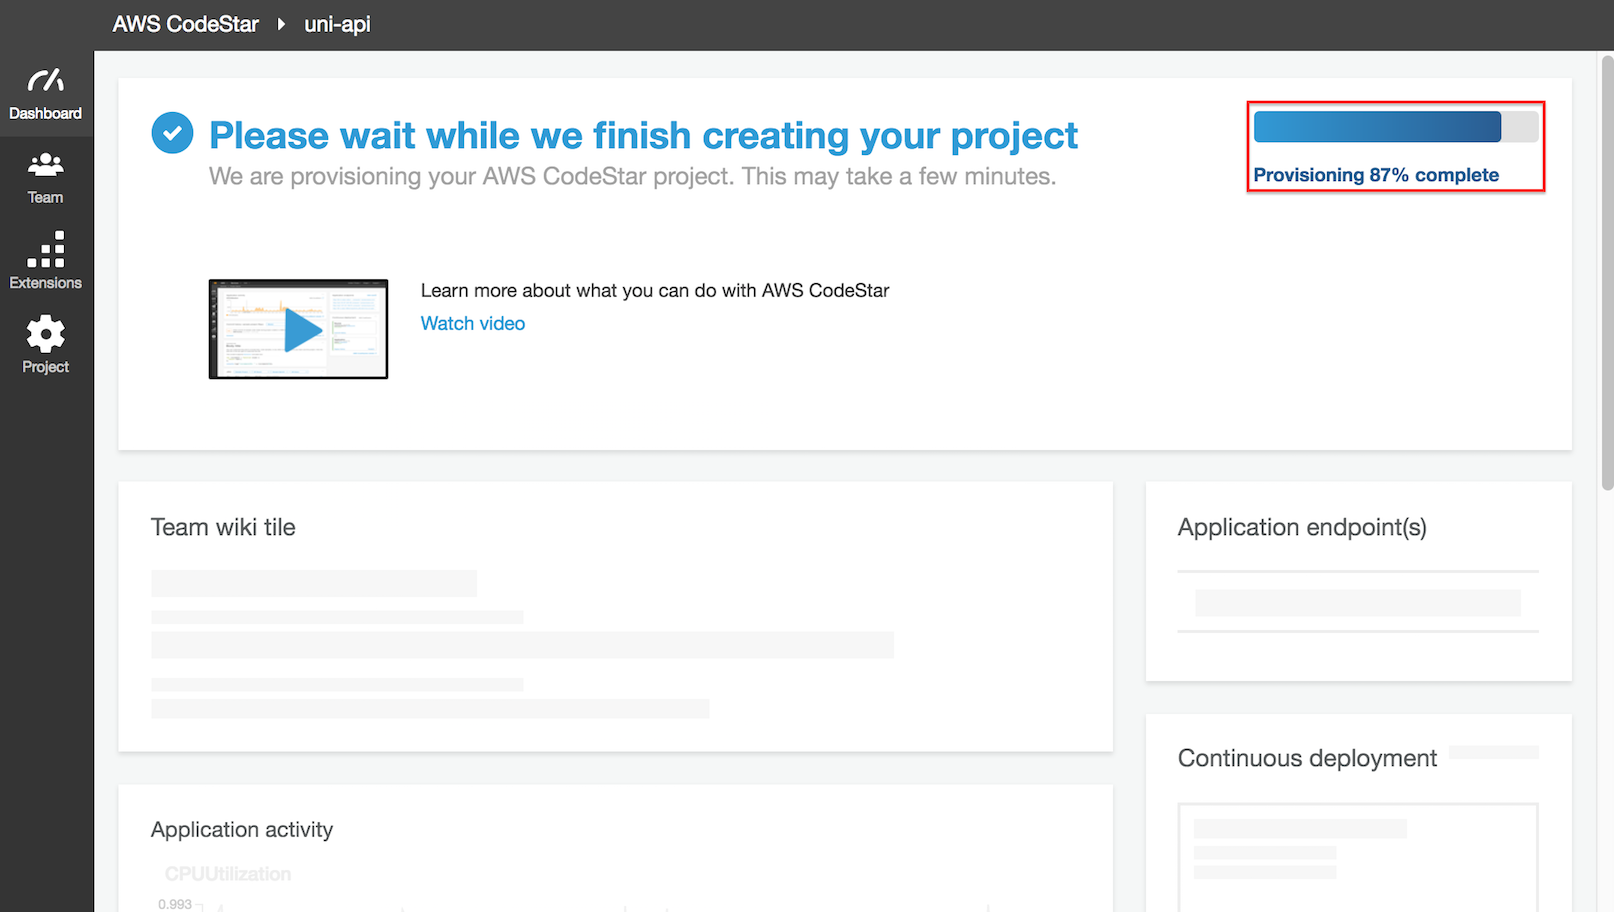 AWS CodeStar uni-api
Dashboard
Team
Extensions
Project
Please wait while we finish creating your project
We are provisioning your AWS CodeStar project. This may take a few minutes.
Provisioning 87% complete
Learn more about what you can do with AWS CodeStar
Watch video
Team wiki tile
Application endpoint(s)
Continuous deployment
Application activity
CPUUtilization
0.993